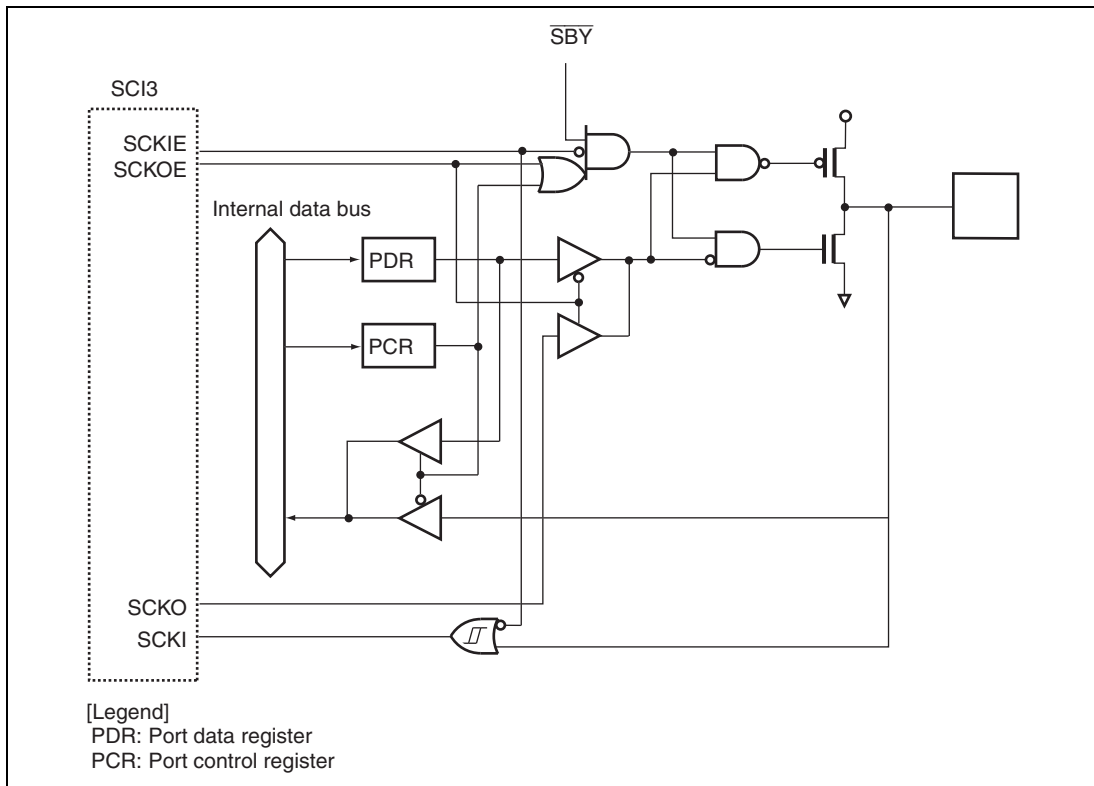 SBY
SCI3
SCKIE
SCKOE
Internal data bus
PDR
PCR
SCKO
SCKI
[Legend]
PDR: Port data register
PCR: Port control register